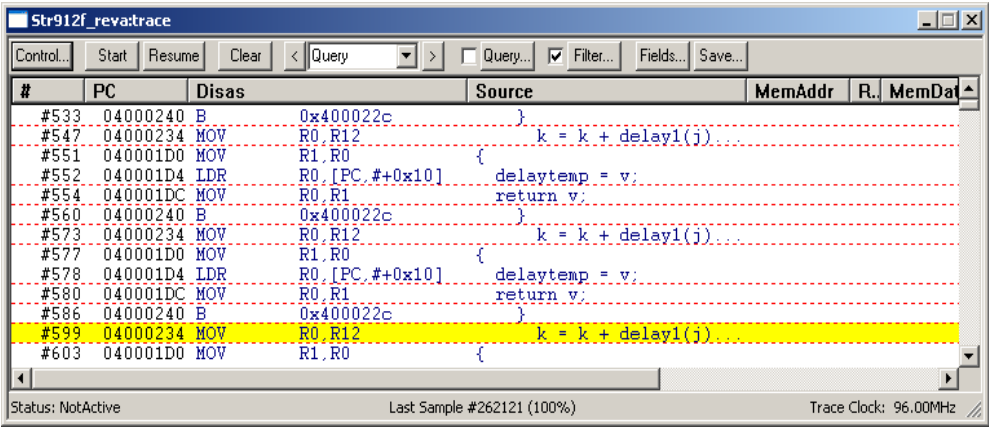 Str912f_reva:trace
Control... Start Resume Clear < Query > Query... Filter... Fields... Save...
# PC Disas Source MemAddr R.. MemDat
#533 04000240 B 0x400022c }
#547 04000234 MOV R0,R12 k = k + delay1(j)...
#551 040001D0 MOV R1,R0 {
#552 040001D4 LDR R0,[PC,#+0x10] delaytemp = v;
#554 040001DC MOV R0,R1 return v;
#560 04000240 B 0x400022c }
#573 04000234 MOV R0,R12 k = k + delay1(j)...
#577 040001D0 MOV R1,R0 {
#578 040001D4 LDR R0,[PC,#+0x10] delaytemp = v;
#580 040001DC MOV R0,R1 return v;
#586 04000240 B 0x400022c }
#599 04000234 MOV R0,R12 k = k + delay1(j)...
#603 040001D0 MOV R1,R0 {
Status: NotActive Last Sample #262121 (100%) Trace Clock: 96.00MHz